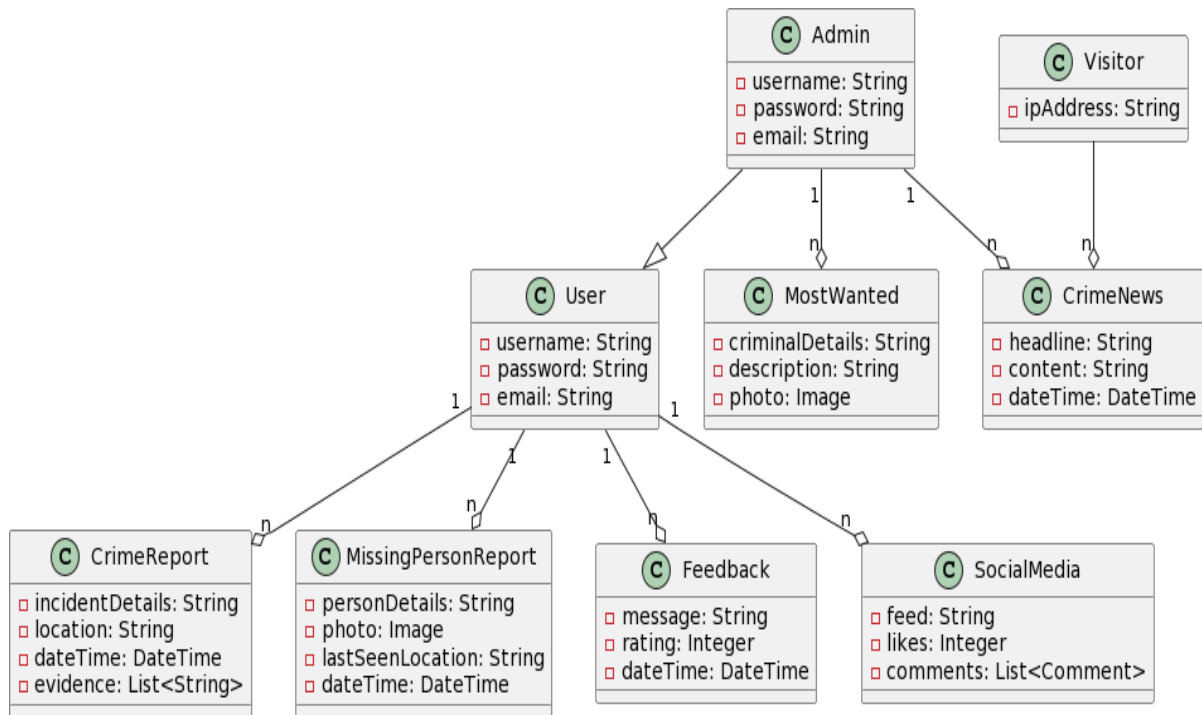 C Admin
username: String
password: String
email: String
C Visitor
ipAddress: String
1
n
1
n
n
C User
username: String
password: String
email: String
C MostWanted
criminalDetails: String
description: String
photo: Image
C CrimeNews
headline: String
content: String
dateTime: DateTime
1
n
1
n
1
n
1
n
C CrimeReport
incidentDetails: String
location: String
dateTime: DateTime
evidence: List<String>
C MissingPersonReport
personDetails: String
photo: Image
lastSeenLocation: String
dateTime: DateTime
C Feedback
message: String
rating: Integer
dateTime: DateTime
C SocialMedia
feed: String
likes: Integer
comments: List<Comment>